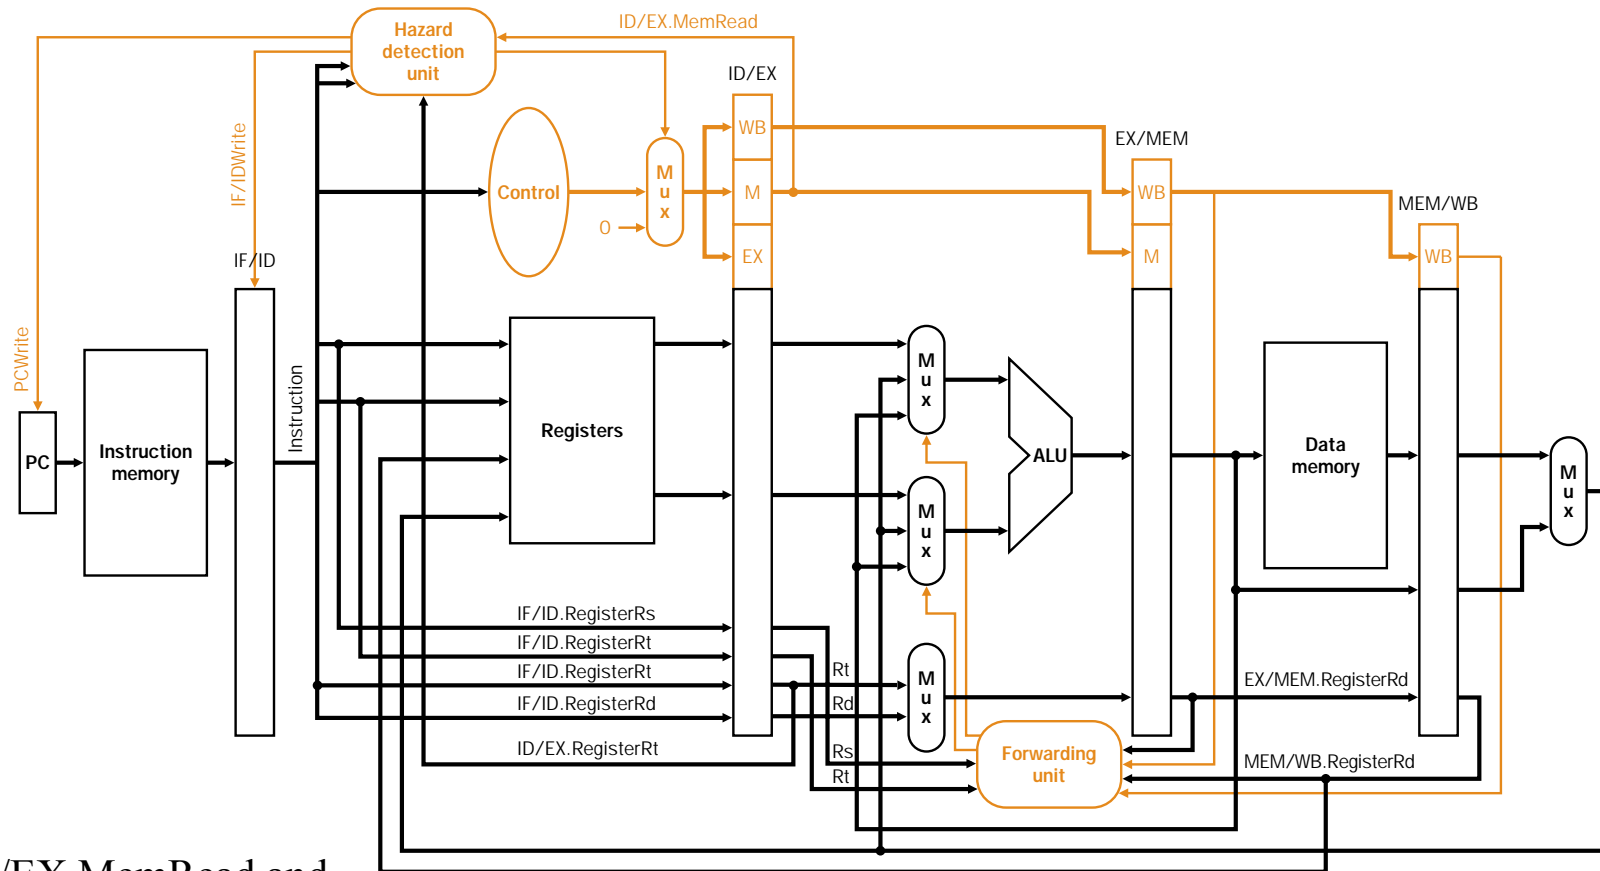 Hazard
detection
unit
ID/EX.MemRead
ID/EX
WB
M
EX
EX/MEM
WB
M
MEM/WB
WB
IF/IDWrite
Control
M
u
x
0
IF/ID
PCWrite
PC
Instruction
memory
Instruction
Registers
M
u
x
M
u
x
ALU
Data
memory
M
u
x
IF/ID.RegisterRs
IF/ID.RegisterRt
IF/ID.RegisterRt
IF/ID.RegisterRd
ID/EX.RegisterRt
Rt
Rd
Rs
Rt
M
u
x
Forwarding
unit
EX/MEM.RegisterRd
MEM/WB.RegisterRd
/EX.MemRead and